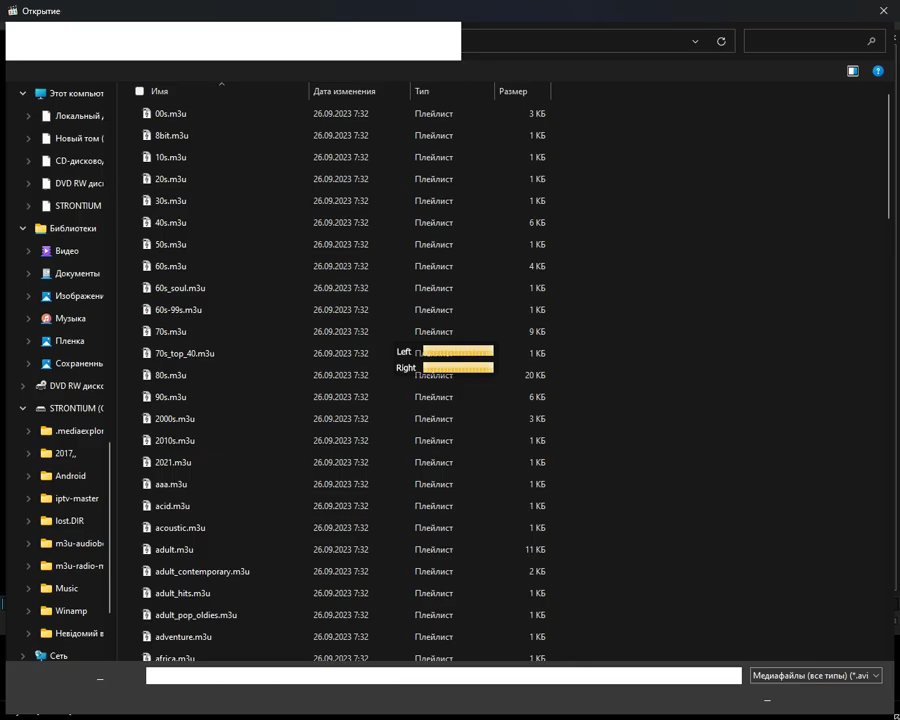 Открытие
Имя Дата изменения Тип Размер
00s.m3u 26.09.2023 7:32 Плейлист 3 КБ
8bit.m3u 26.09.2023 7:32 Плейлист 1 КБ
10s.m3u 26.09.2023 7:32 Плейлист 1 КБ
20s.m3u 26.09.2023 7:32 Плейлист 1 КБ
30s.m3u 26.09.2023 7:32 Плейлист 1 КБ
40s.m3u 26.09.2023 7:32 Плейлист 6 КБ
50s.m3u 26.09.2023 7:32 Плейлист 1 КБ
60s.m3u 26.09.2023 7:32 Плейлист 4 КБ
60s_soul.m3u 26.09.2023 7:32 Плейлист 1 КБ
60s-99s.m3u 26.09.2023 7:32 Плейлист 1 КБ
70s.m3u 26.09.2023 7:32 Плейлист 9 КБ
70s_top_40.m3u 26.09.2023 7:32 1 КБ
80s.m3u 26.09.2023 7:32 Плейлист 20 КБ
90s.m3u 26.09.2023 7:32 Плейлист 6 КБ
2000s.m3u 26.09.2023 7:32 Плейлист 3 КБ
2010s.m3u 26.09.2023 7:32 Плейлист 1 КБ
2021.m3u 26.09.2023 7:32 Плейлист 1 КБ
aaa.m3u 26.09.2023 7:32 Плейлист 1 КБ
acid.m3u 26.09.2023 7:32 Плейлист 1 КБ
acoustic.m3u 26.09.2023 7:32 Плейлист 1 КБ
adult.m3u 26.09.2023 7:32 Плейлист 11 КБ
adult_contemporary.m3u 26.09.2023 7:32 Плейлист 2 КБ
adult_hits.m3u 26.09.2023 7:32 Плейлист 1 КБ
adult_pop_oldies.m3u 26.09.2023 7:32 Плейлист 1 КБ
adventure.m3u 26.09.2023 7:32 Плейлист 1 КБ
africa.m3u 26.09.2023 7:32 Плейлист 1 КБ
Left
Right
Этот компьют
Локальный
Новый том (
CD-дисково
DVD RW дис
STRONTIUM
Библиотеки
Видео
Документы
Изображени
Музыка
Пленка
Сохраненны
DVD RW диско
STRONTIUM (
.mediaexplor
2017,,
Android
iptv-master
lost.DIR
m3u-audiob
m3u-radio-m
Music
Winamp
Невідомий в
Сеть
Медиафайлы (все типы) (*.avi